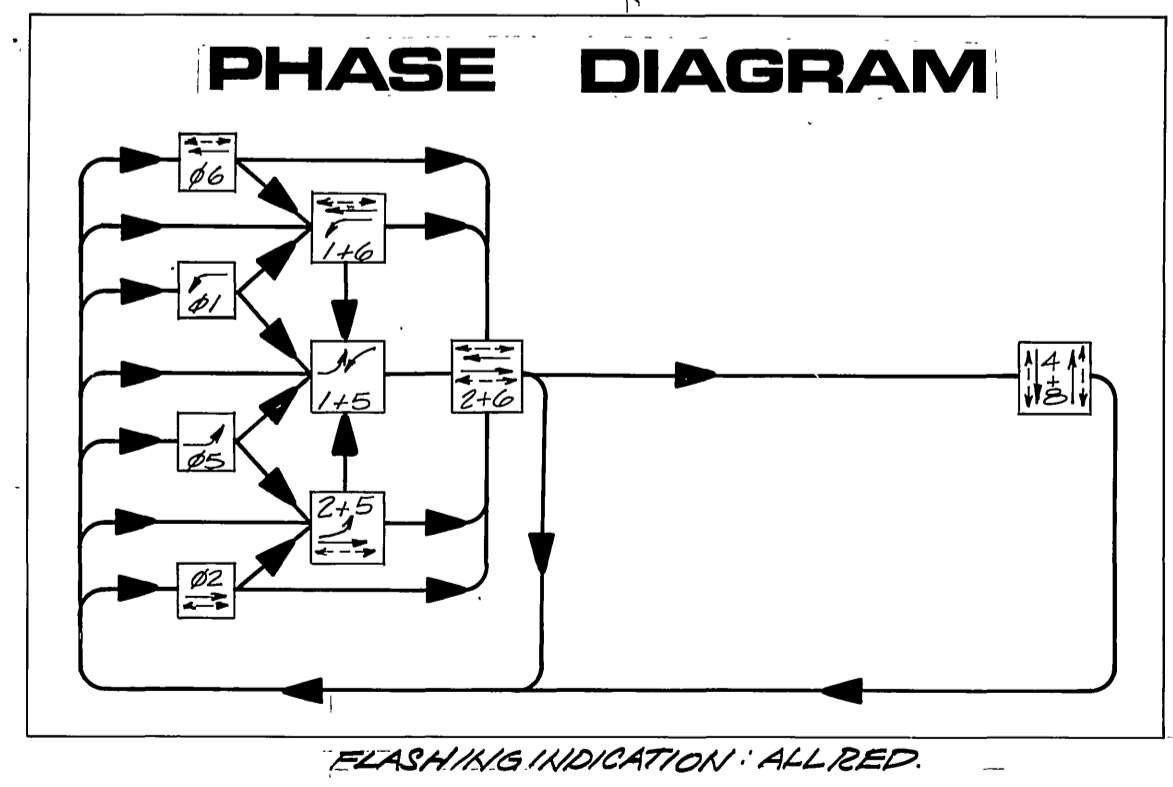 PHASE DIAGRAM
ø6
1+6
ø1
1+5
2+6
4
+
8
ø5
2+5
ø2
FLASHING INDICATION: ALL RED.